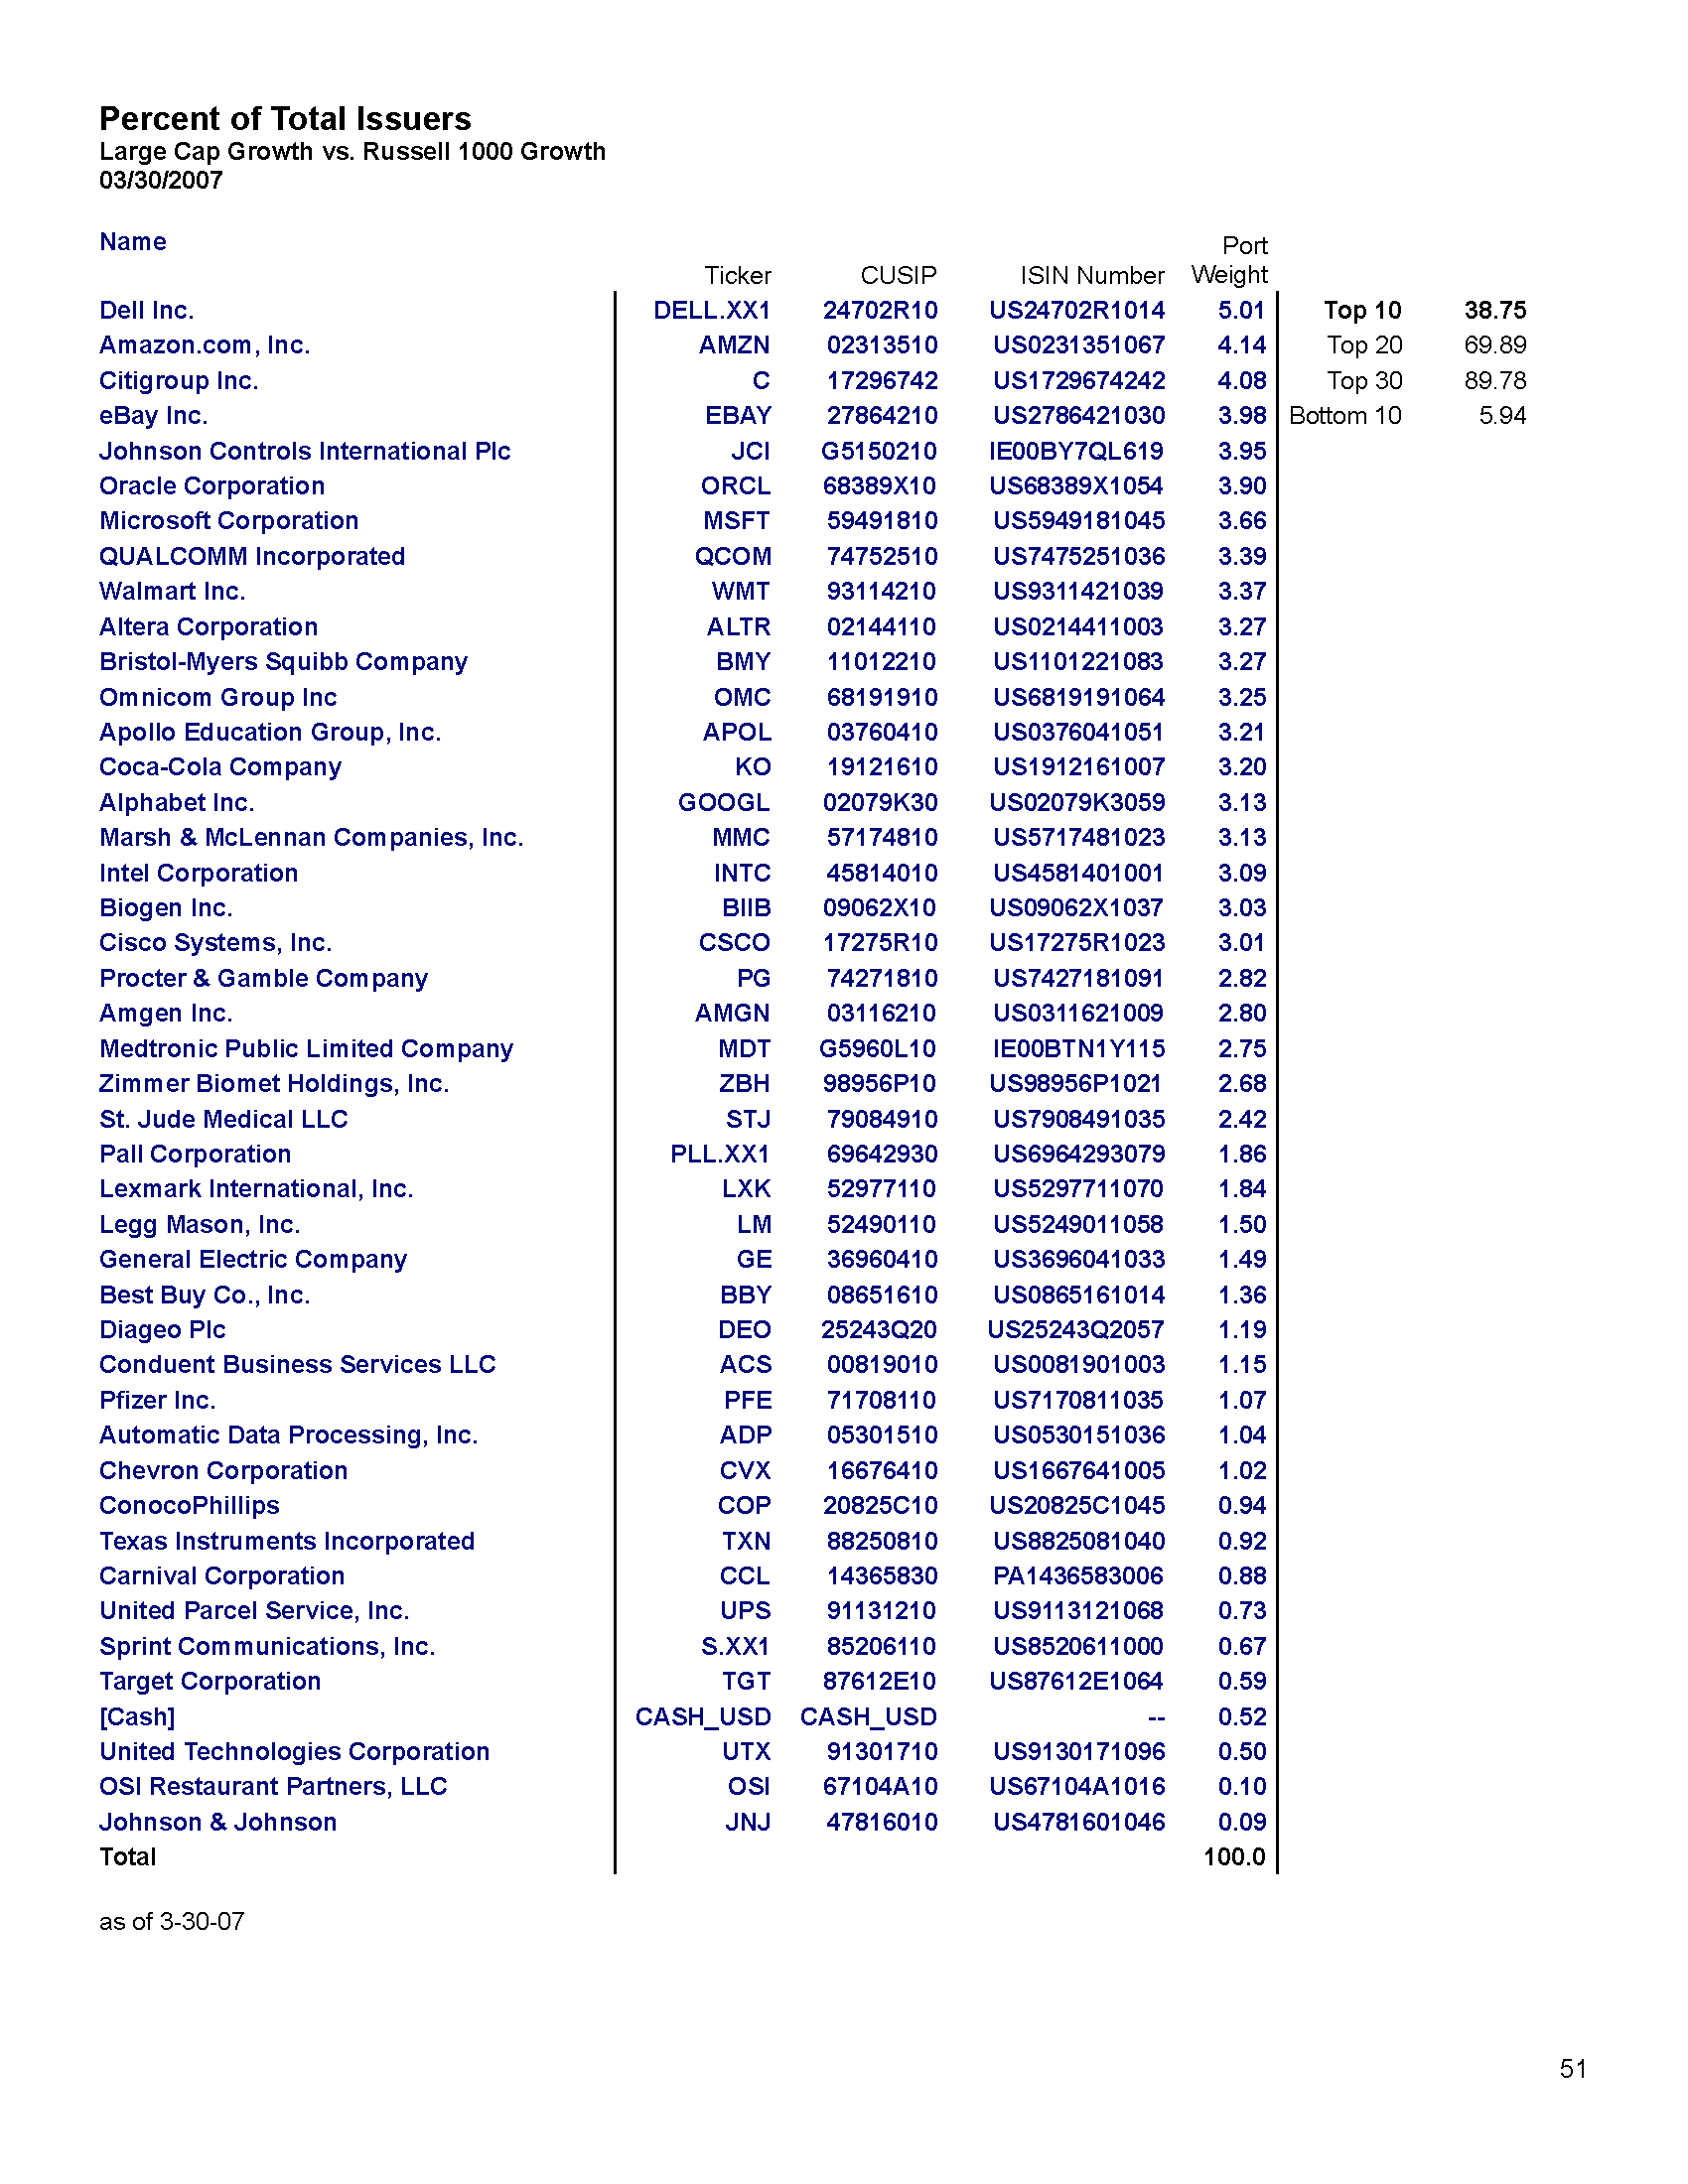 Percent of Total Issuers
Large Cap Growth vs. Russell 1000 Growth
03/30/2007
Name Ticker CUSIP ISIN Number Port Weight
Dell Inc. DELL.XX1 24702R10 US24702R1014 5.01 Top 10 38.75
Amazon.com, Inc. AMZN 02313510 US0231351067 4.14 Top 20 69.89
Citigroup Inc. C 17296742 US1729674242 4.08 Top 30 89.78
eBay Inc. EBAY 27864210 US2786421030 3.98 Bottom 10 5.94
Johnson Controls International Plc JCI G5150210 IE00BY7QL619 3.95
Oracle Corporation ORCL 68389X10 US68389X1054 3.90
Microsoft Corporation MSFT 59491810 US5949181045 3.66
QUALCOMM Incorporated QCOM 74752510 US7475251036 3.39
Walmart Inc. WMT 93114210 US9311421039 3.37
Altera Corporation ALTR 02144110 US0214411003 3.27
Bristol-Myers Squibb Company BMY 11012210 US1101221083 3.27
Omnicom Group Inc OMC 68191910 US6819191064 3.25
Apollo Education Group, Inc. APOL 03760410 US0376041051 3.21
Coca-Cola Company KO 19121610 US1912161007 3.20
Alphabet Inc. GOOGL 02079K30 US02079K3059 3.13
Marsh & McLennan Companies, Inc. MMC 57174810 US5717481023 3.13
Intel Corporation INTC 45814010 US4581401001 3.09
Biogen Inc. BIIB 09062X10 US09062X1037 3.03
Cisco Systems, Inc. CSCO 17275R10 US17275R1023 3.01
Procter & Gamble Company PG 74271810 US7427181091 2.82
Amgen Inc. AMGN 03116210 US0311621009 2.80
Medtronic Public Limited Company MDT G5960L10 IE00BTN1Y115 2.75
Zimmer Biomet Holdings, Inc. ZBH 98956P10 US98956P1021 2.68
St. Jude Medical LLC STJ 79084910 US7908491035 2.42
Pall Corporation PLL.XX1 69642930 US6964293079 1.86
Lexmark International, Inc. LXK 52977110 US5297711070 1.84
Legg Mason, Inc. LM 52490110 US5249011058 1.50
General Electric Company GE 36960410 US3696041033 1.49
Best Buy Co., Inc. BBY 08651610 US0865161014 1.36
Diageo Plc DEO 25243Q20 US25243Q2057 1.19
Conduent Business Services LLC ACS 00819010 US0081901003 1.15
Pfizer Inc. PFE 71708110 US7170811035 1.07
Automatic Data Processing, Inc. ADP 05301510 US0530151036 1.04
Chevron Corporation CVX 16676410 US1667641005 1.02
ConocoPhillips COP 20825C10 US20825C1045 0.94
Texas Instruments Incorporated TXN 88250810 US8825081040 0.92
Carnival Corporation CCL 14365830 PA1436583006 0.88
United Parcel Service, Inc. UPS 91131210 US9113121068 0.73
Sprint Communications, Inc. S.XX1 85206110 US8520611000 0.67
Target Corporation TGT 87612E10 US87612E1064 0.59
[Cash] CASH_USD CASH_USD -- 0.52
United Technologies Corporation UTX 91301710 US9130171096 0.50
OSI Restaurant Partners, LLC OSI 67104A10 US67104A1016 0.10
Johnson & Johnson JNJ 47816010 US4781601046 0.09
Total 100.0
as of 3-30-07
51